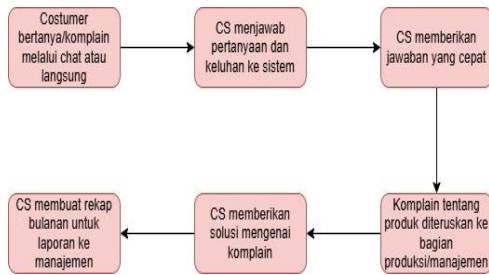 Costumer
bertanya/komplain
melalui chat atau
langsung
CS menjawab
pertanyaan dan
keluhan ke sistem
CS memberikan
jawaban yang cepat
Komplain tentang
produk diteruskan ke
bagian
produksi/manajemen
CS memberikan
solusi mengenai
komplain
CS membuat rekap
bulanan untuk
laporan ke
manajemen